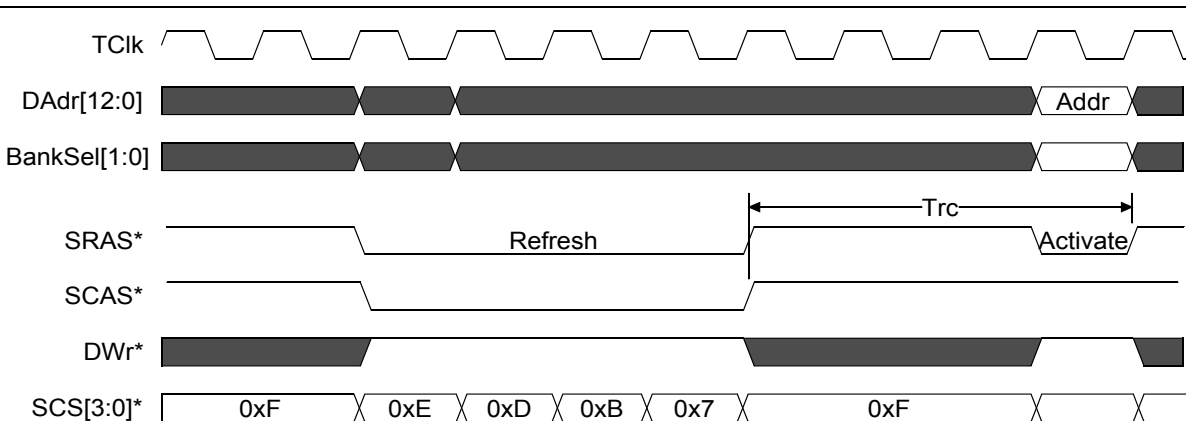 TClk
DAdr[12:0] Addr
BankSel[1:0]
Trc
SRAS* Refresh Activate
SCAS*
DWr*
SCS[3:0]* 0xF 0xE 0xD 0xB 0x7 0xF